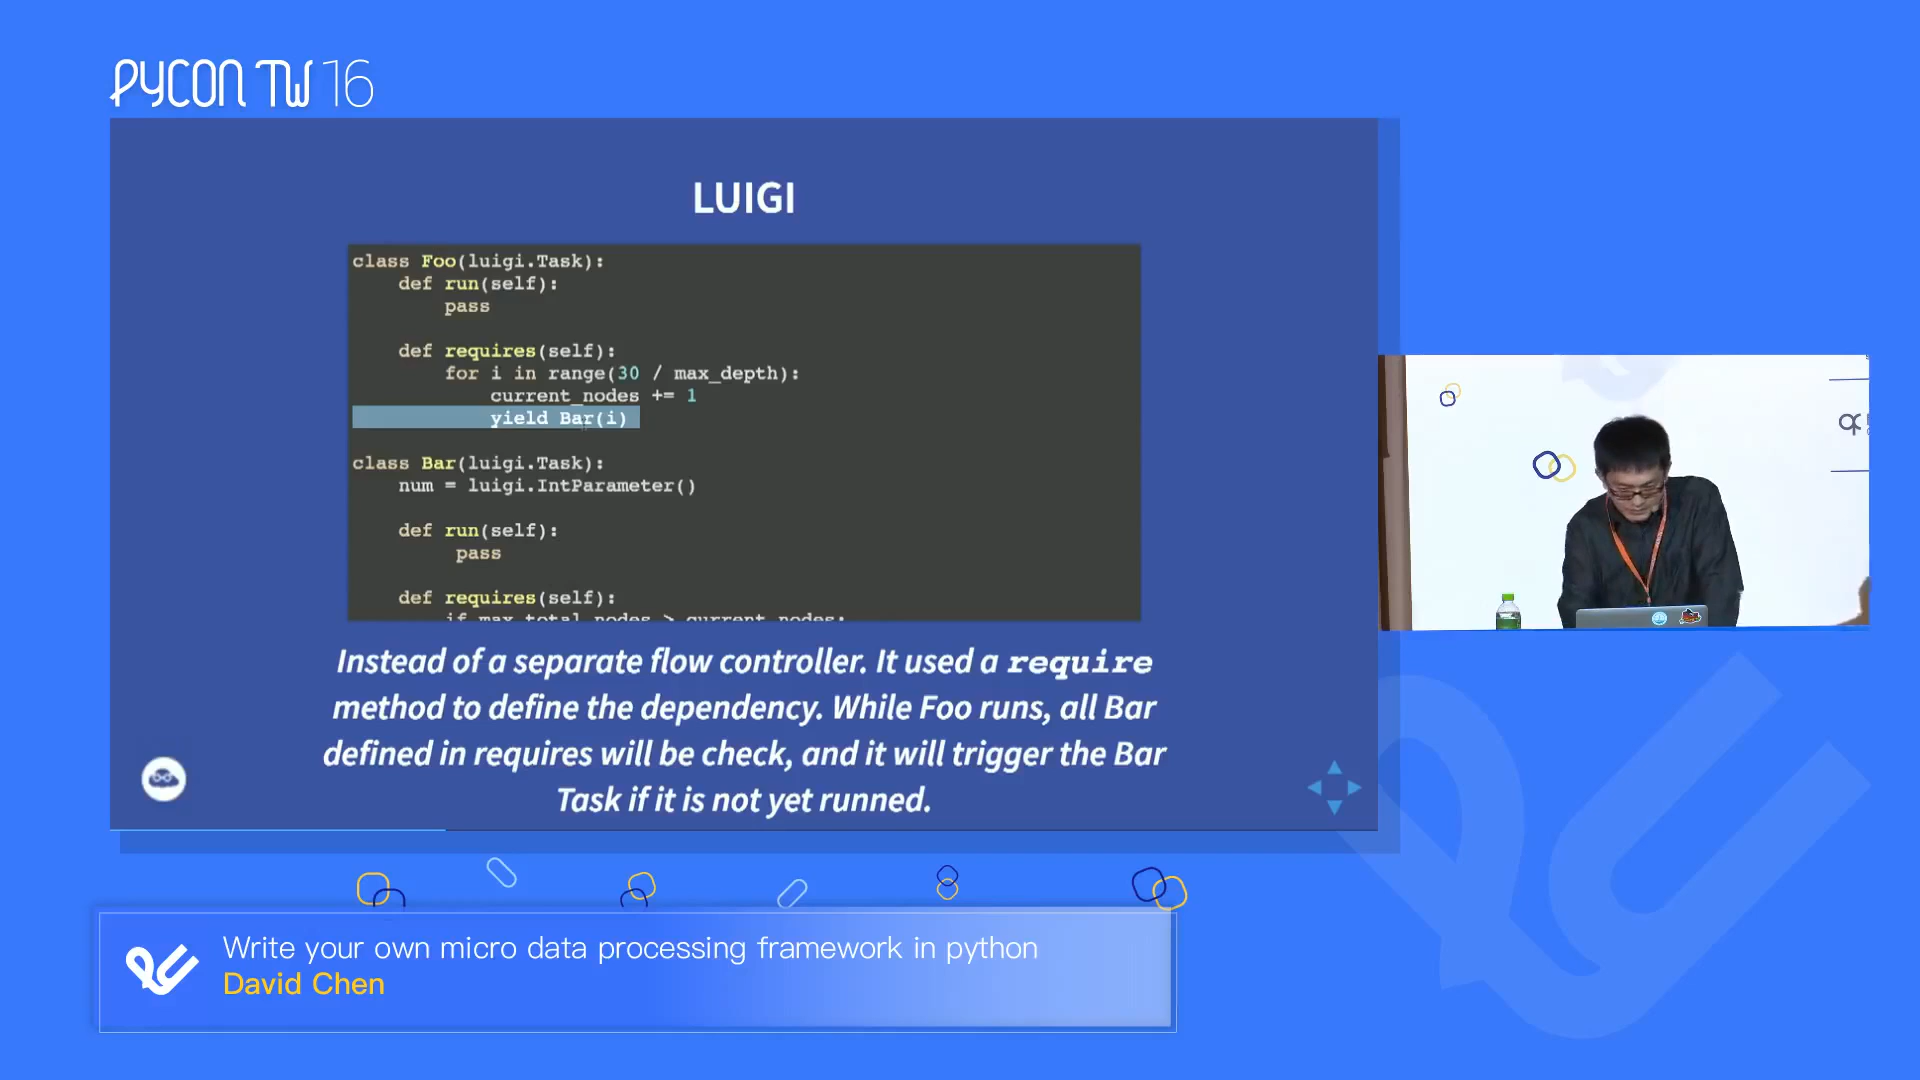 PYCON TW 16
LUIGI
class Foo(luigi.Task):
    def run(self):
        pass
    def requires(self):
        for i in range(30 / max_depth):
            current_nodes += 1
            yield Bar(i)
class Bar(luigi.Task):
    num = luigi.IntParameter()
    def run(self):
         pass
    def requires(self):
        if max_total_nodes > current_nodes:
Instead of a separate flow controller. It used a require
method to define the dependency. While Foo runs, all Bar
defined in requires will be check, and it will trigger the Bar
Task if it is not yet runned.
Write your own micro data processing framework in python
David Chen